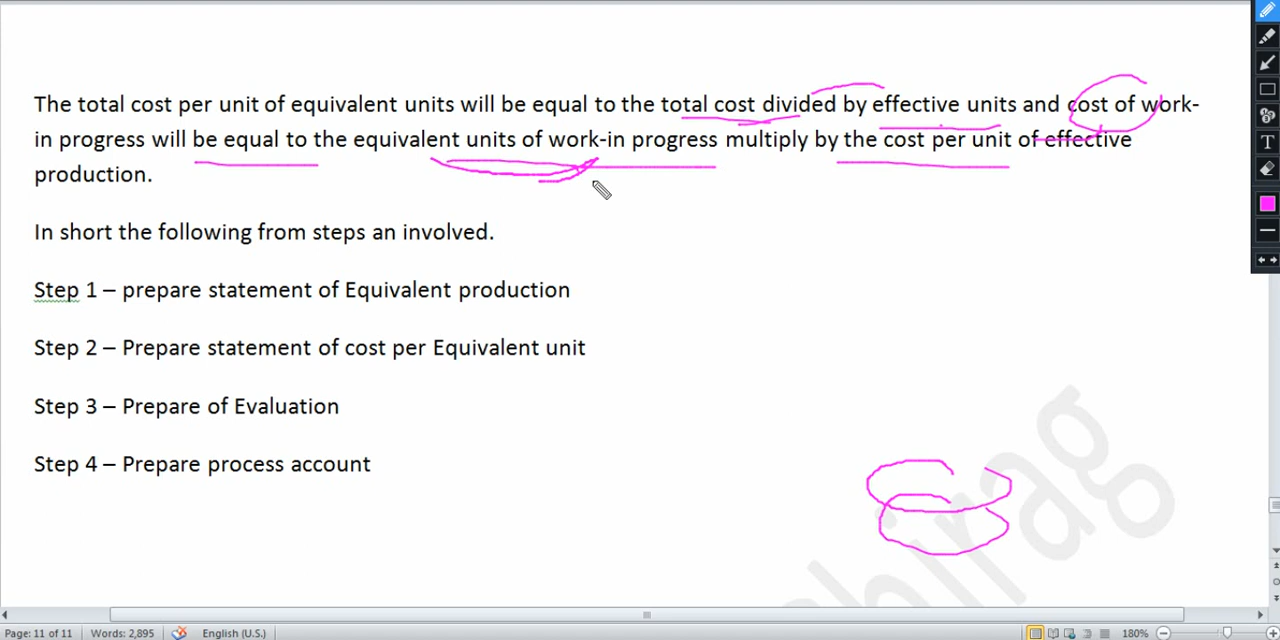 The total cost per unit of equivalent units will be equal to the total cost divided by effective units and cost of work-
in progress will be equal to the equivalent units of work-in progress multiply by the cost per unit of effective
production.
In short the following from steps an involved.
Step 1 – prepare statement of Equivalent production
Step 2 – Prepare statement of cost per Equivalent unit
Step 3 – Prepare of Evaluation
Step 4 – Prepare process account
Page: 11 of 11 Words: 2,895 English (U.S.) 180%